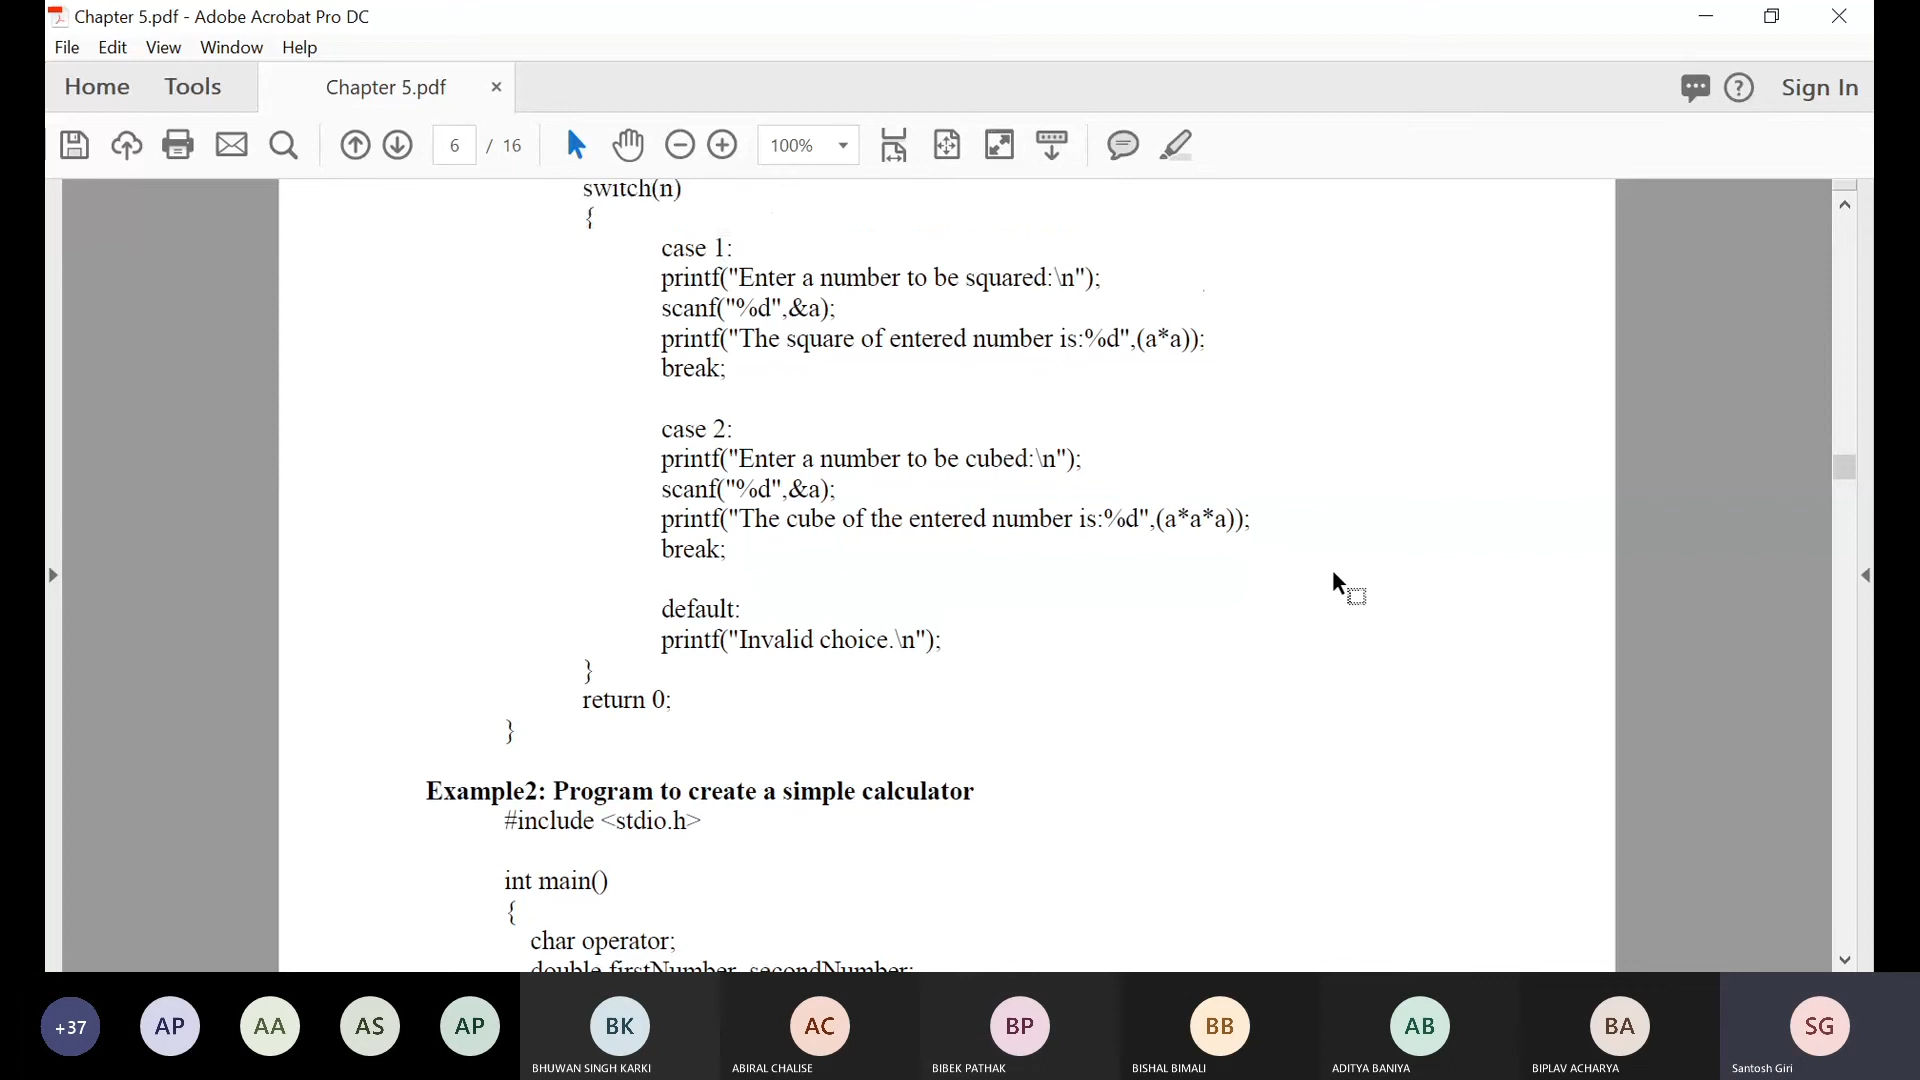 Chapter 5.pdf - Adobe Acrobat Pro DC
File Edit View Window Help
Home Tools Chapter 5.pdf × Sign In
6 / 16 100%
switch(n)
{
case 1:
printf("Enter a number to be squared:\n");
scanf("%d",&a);
printf("The square of entered number is:%d",(a*a));
break;
case 2:
printf("Enter a number to be cubed:\n");
scanf("%d",&a);
printf("The cube of the entered number is:%d",(a*a*a));
break;
default:
printf("Invalid choice.\n");
}
return 0;
}
Example2: Program to create a simple calculator
#include <stdio.h>
int main()
{
char operator;
double firstNumber, secondNumber;
+37 AP AA AS AP BK AC BP BB AB BA SG
BHUWAN SINGH KARKI ABIRAL CHALISE BIBEK PATHAK BISHAL BIMALI ADITYA BANIYA BIPLAV ACHARYA Santosh Giri